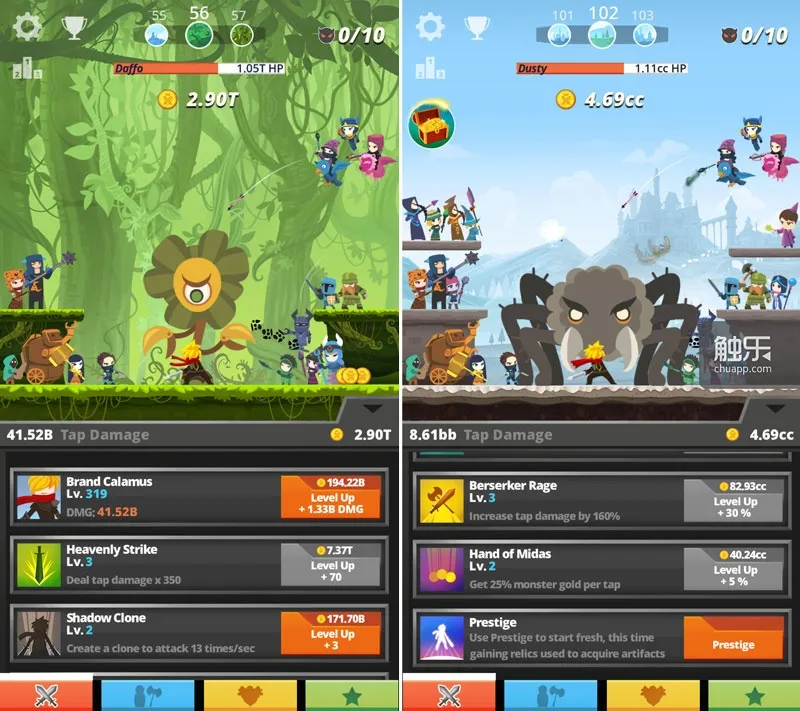 55 56 57
0/10
Daffo 1.05T HP
2.90T
41.52B Tap Damage 2.90T
Brand Calamus
Lv. 319
DMG: 41.52B
194.22B
Level Up
+ 1.33B DMG
Heavenly Strike
Lv. 3
Deal tap damage x 350
7.37T
Level Up
+ 70
Shadow Clone
Lv. 2
Create a clone to attack 13 times/sec
171.70B
Level Up
+ 3
101 102 103
0/10
Dusty 1.11cc HP
4.69cc
触乐
chuapp.com
8.61bb Tap Damage 4.69cc
Berserker Rage
Lv. 3
Increase tap damage by 160%
82.93cc
Level Up
+ 30 %
Hand of Midas
Lv. 2
Get 25% monster gold per tap
40.24cc
Level Up
+ 5 %
Prestige
Use Prestige to start fresh, this time
gaining relics used to acquire artifacts
Prestige